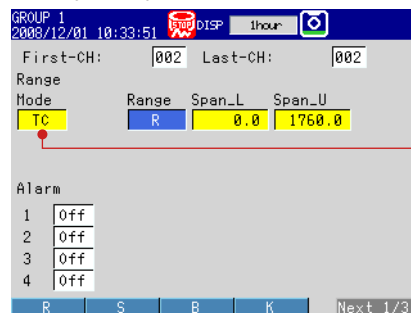 GROUP 1
2008/12/01 10:33:51 STOP DISP 1hour
First-CH: 002 Last-CH: 002
Range
Mode Range Span_L Span_U
TC R 0.0 1760.0
Alarm
1 Off
2 Off
3 Off
4 Off
R S B K Next 1/3